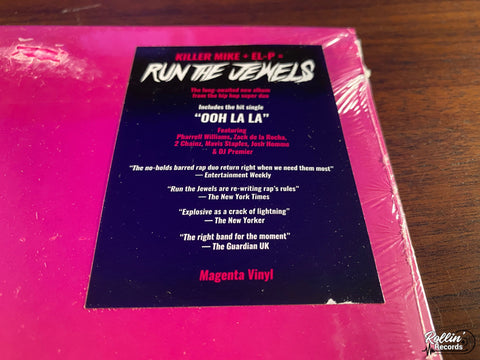 KILLER MIKE + EL-P =
RUN THE JEWELS
The long-awaited new album
from the hip hop super duo
Includes the hit single
“OOH LA LA”
Featuring
Pharrell Williams, Zack de la Rocha,
2 Chainz, Mavis Staples, Josh Homme
& DJ Premier
“The no-holds barred rap duo return right when we need them most”
— Entertainment Weekly
“Run the Jewels are re-writing rap’s rules”
— The New York Times
“Explosive as a crack of lightning”
— The New Yorker
“The right band for the moment”
— The Guardian UK
Magenta Vinyl
Rollin’
Records